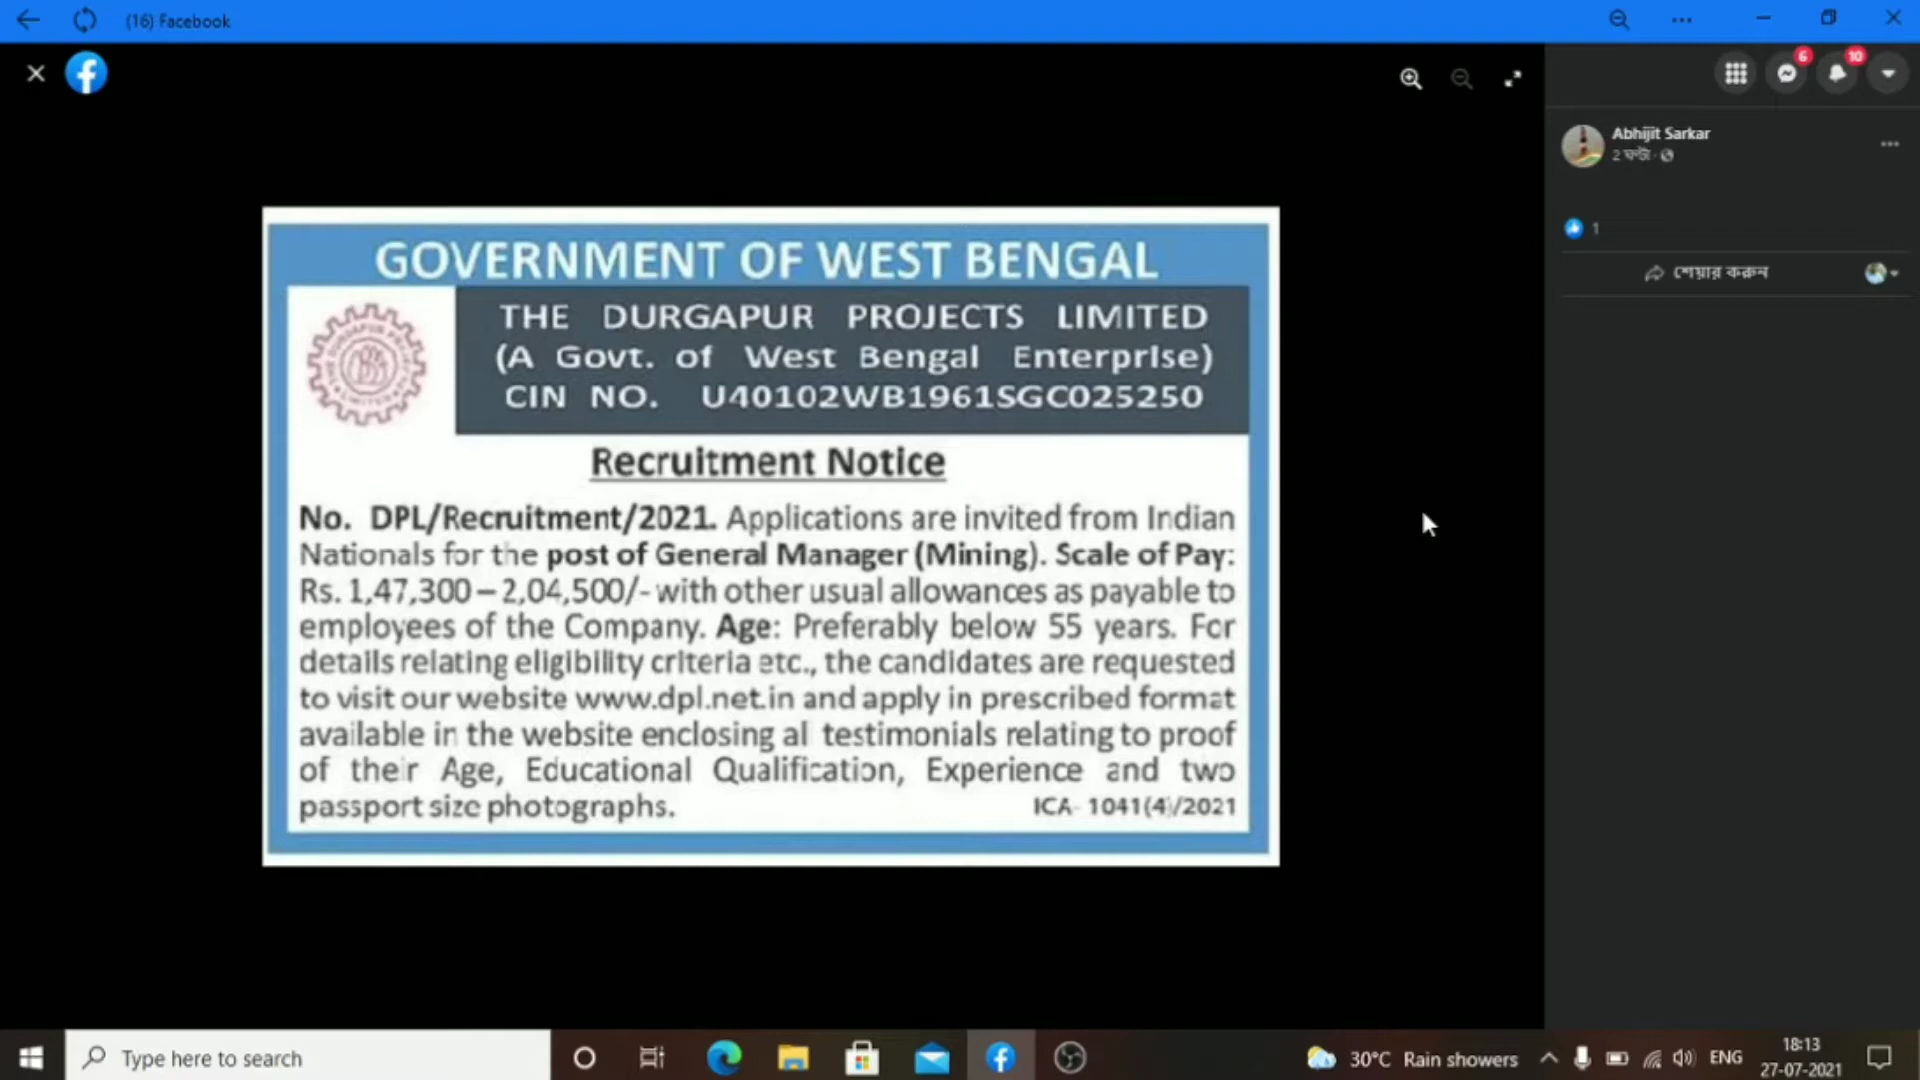 (16) Facebook
6
10
Abhijit Sarkar
2 ঘণ্টা ·
1
শেয়ার করুন
GOVERNMENT OF WEST BENGAL
THE DURGAPUR PROJECTS LIMITED
(A Govt. of West Bengal Enterprise)
CIN NO. U40102WB1961SGC025250
Recruitment Notice
No. DPL/Recruitment/2021. Applications are invited from Indian
Nationals for the post of General Manager (Mining). Scale of Pay:
Rs. 1,47,300 – 2,04,500/- with other usual allowances as payable to
employees of the Company. Age: Preferably below 55 years. For
details relating eligibility criteria etc., the candidates are requested
to visit our website www.dpl.net.in and apply in prescribed format
available in the website enclosing all testimonials relating to proof
of their Age, Educational Qualification, Experience and two
passport size photographs.
ICA- 1041(4)/2021
Type here to search
30°C Rain showers
ENG
18:13
27-07-2021